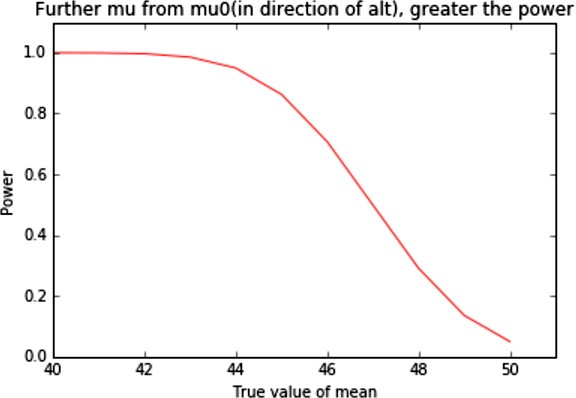 Further mu from mu0(in direction of alt), greater the power
1.0
0.8
0.6
0.4
0.2
0.0
Power
40 42 44 46 48 50
True value of mean